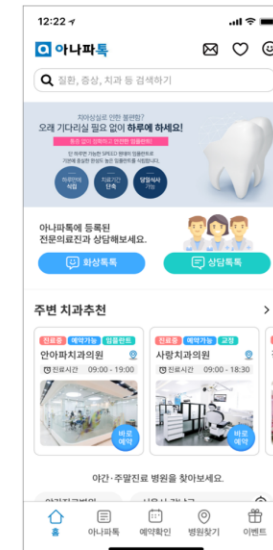 12:22
아나파톡
질환, 증상, 치과 등 검색하기
치아상실로 인한 불편함?
오래 기다리실 필요 없이 하루에 하세요!
단 하루면 가능한
하루만에
식립
치료기간
단축
당일식사
가능
아나파톡에 등록된
전문의료진과 상담해보세요.
화상톡톡
상담톡톡
주변 치과추천
진료중 예약가능 임플란트
안아파치과의원
진료시간 09:00 - 19:00
바로
예약
진료중 예약가능 교정
사랑치과의원
진료시간 09:00 - 18:30
바로
예약
야간·주말진료 병원을 찾아보세요.
홈
아나파톡
예약확인
병원찾기
이벤트